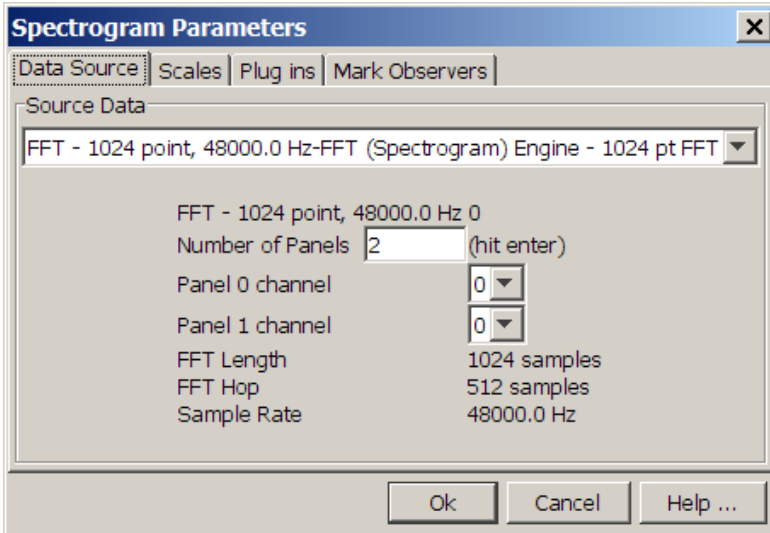 Spectrogram Parameters
Data Source Scales Plug ins Mark Observers
Source Data
FFT - 1024 point, 48000.0 Hz-FFT (Spectrogram) Engine - 1024 pt FFT
FFT - 1024 point, 48000.0 Hz 0
Number of Panels 2 (hit enter)
Panel 0 channel 0
Panel 1 channel 0
FFT Length 1024 samples
FFT Hop 512 samples
Sample Rate 48000.0 Hz
Ok Cancel Help ...